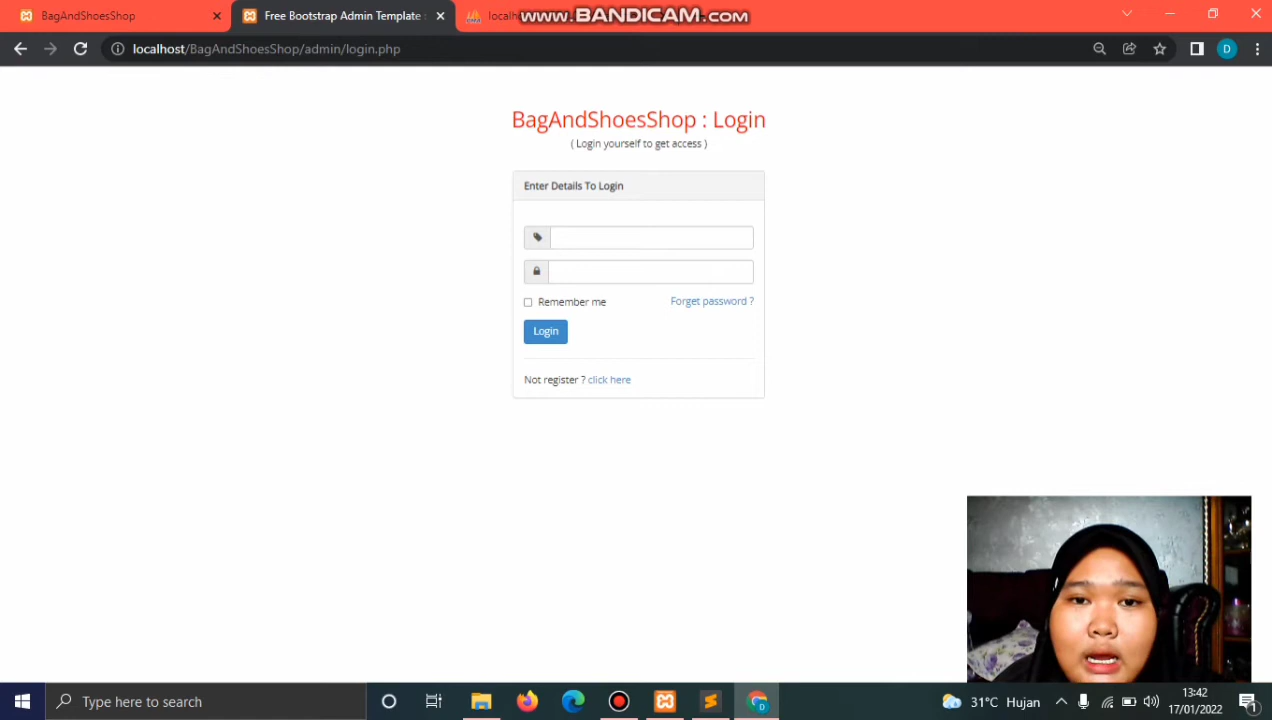 BagAndShoesShop
Free Bootstrap Admin Template
localh
www.BANDICAM.com
localhost/BagAndShoesShop/admin/login.php
D
BagAndShoesShop : Login
( Login yourself to get access )
Enter Details To Login
Remember me
Forget password ?
Login
Not register ? click here
Type here to search
D
31°C Hujan
13:42
17/01/2022
1